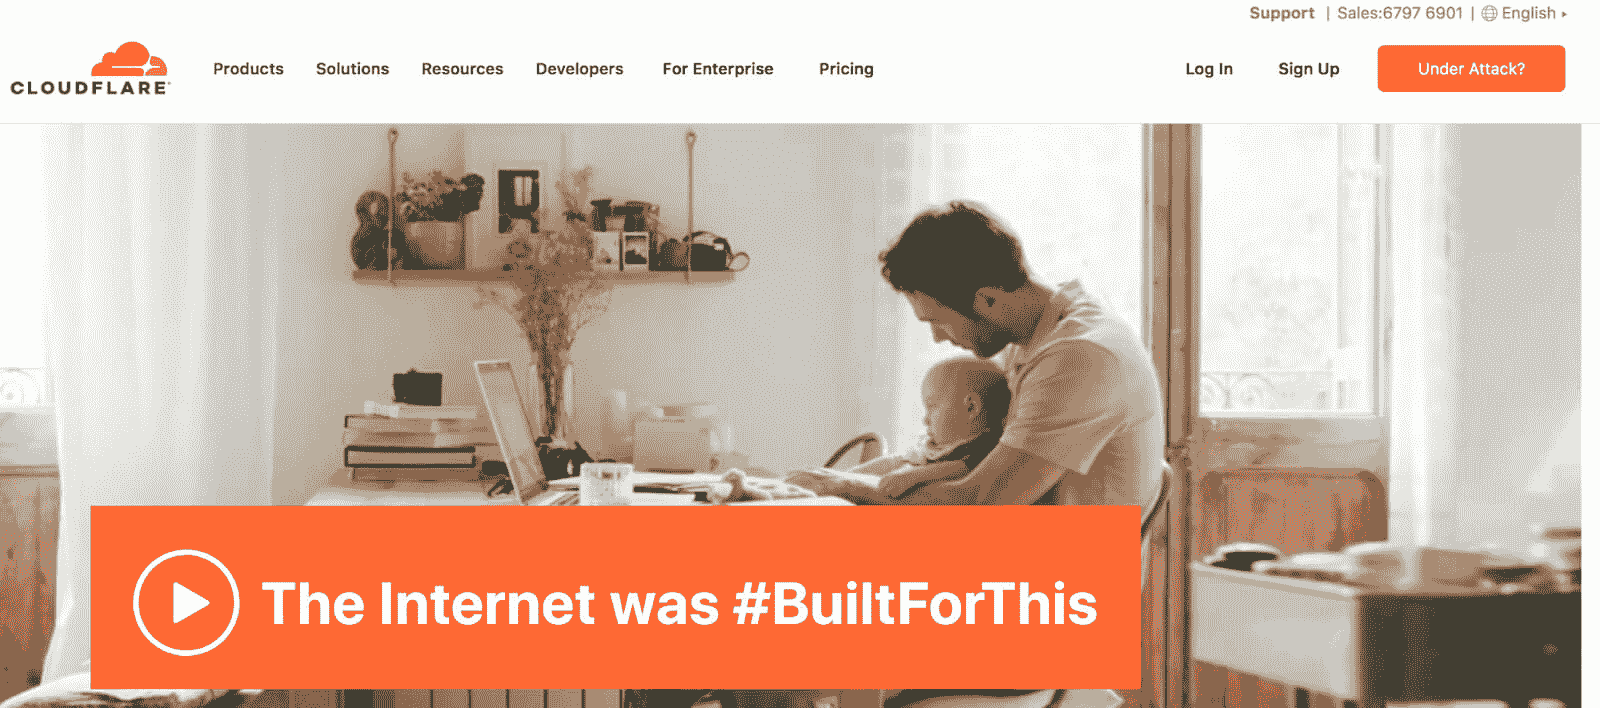 Support | Sales:6797 6901 | English ▸
CLOUDFLARE
Products Solutions Resources Developers For Enterprise Pricing
Log In Sign Up Under Attack?
The Internet was #BuiltForThis